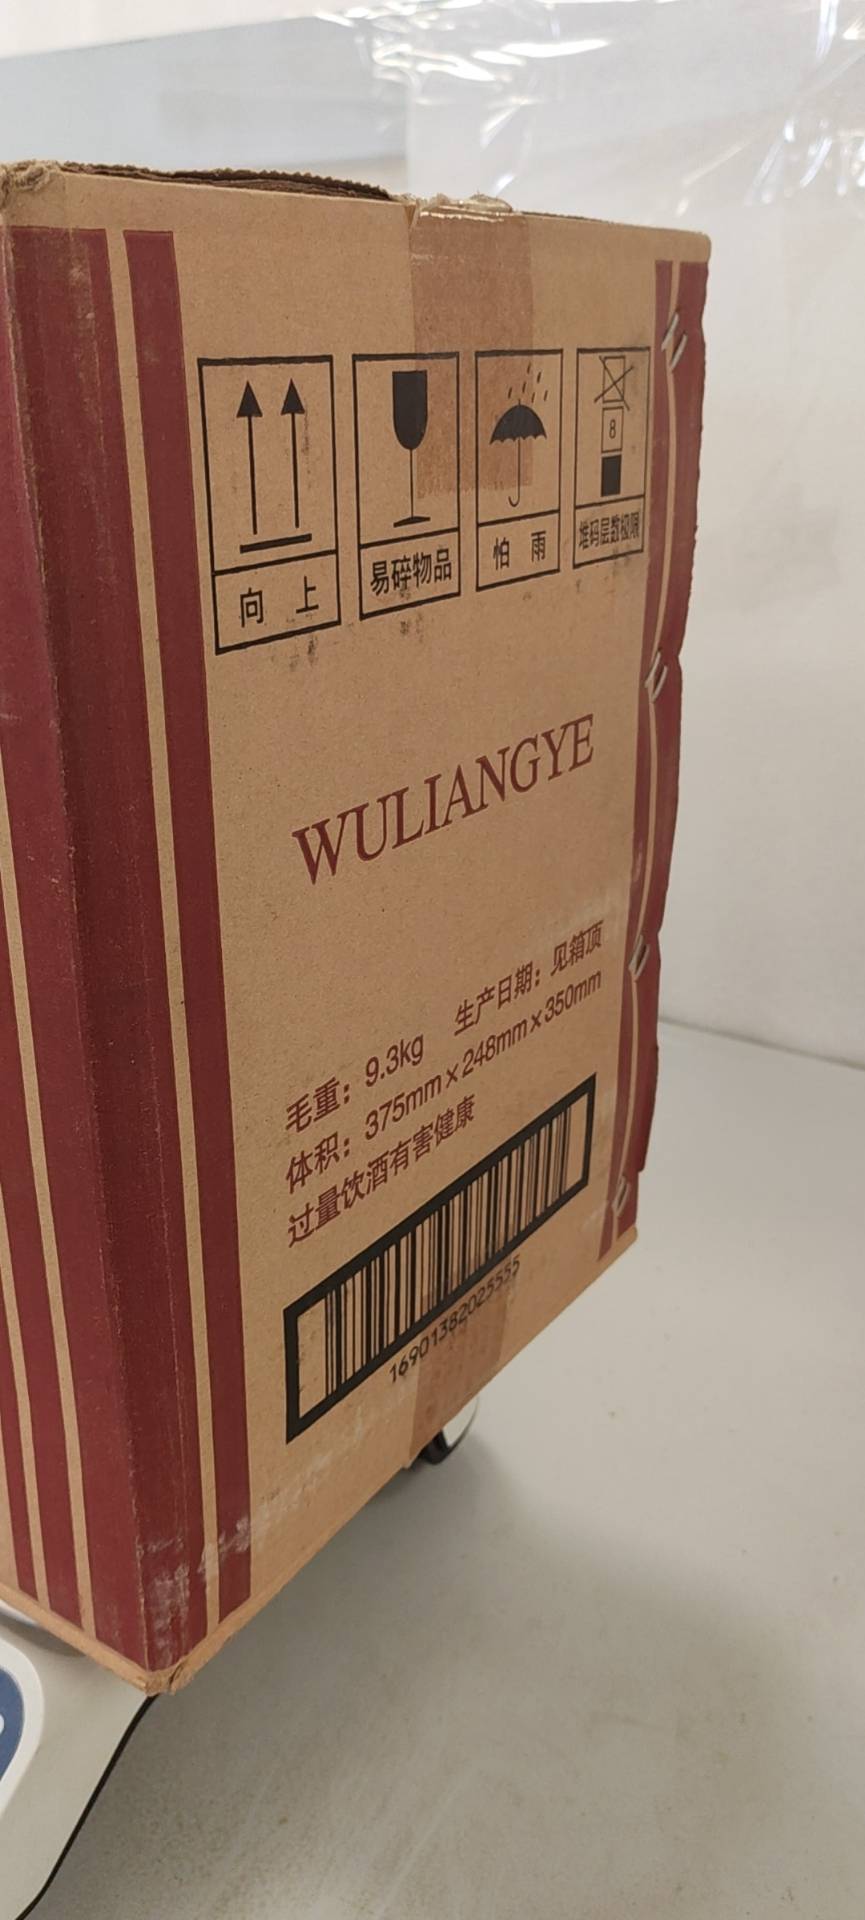 8
向 上
易碎物品
怕 雨
堆码层数极限
WULIANGYE
毛重：9.3kg 生产日期：见箱顶
体积：375mm×248mm×350mm
过量饮酒有害健康
16901382025555